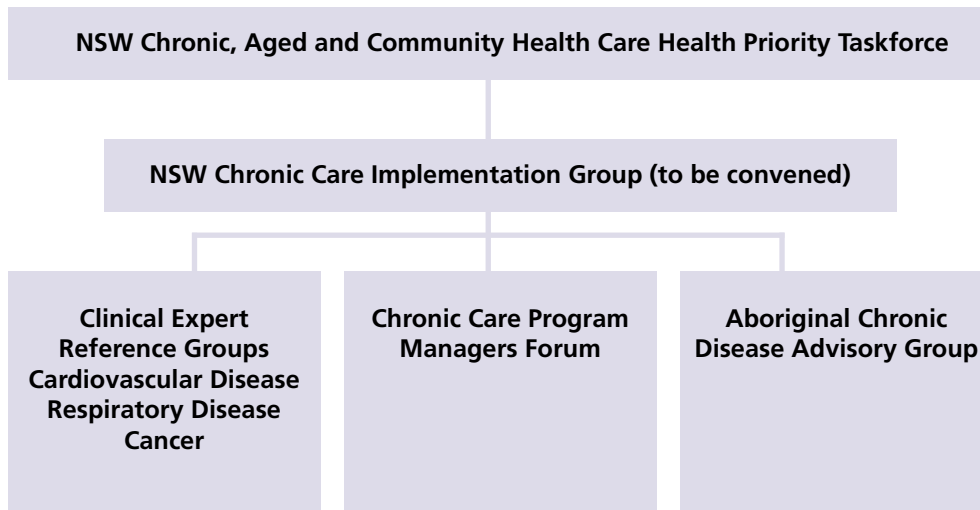 NSW Chronic, Aged and Community Health Care Health Priority Taskforce
NSW Chronic Care Implementation Group (to be convened)
Clinical Expert
Reference Groups
Cardiovascular Disease
Respiratory Disease
Cancer
Chronic Care Program
Managers Forum
Aboriginal Chronic
Disease Advisory Group